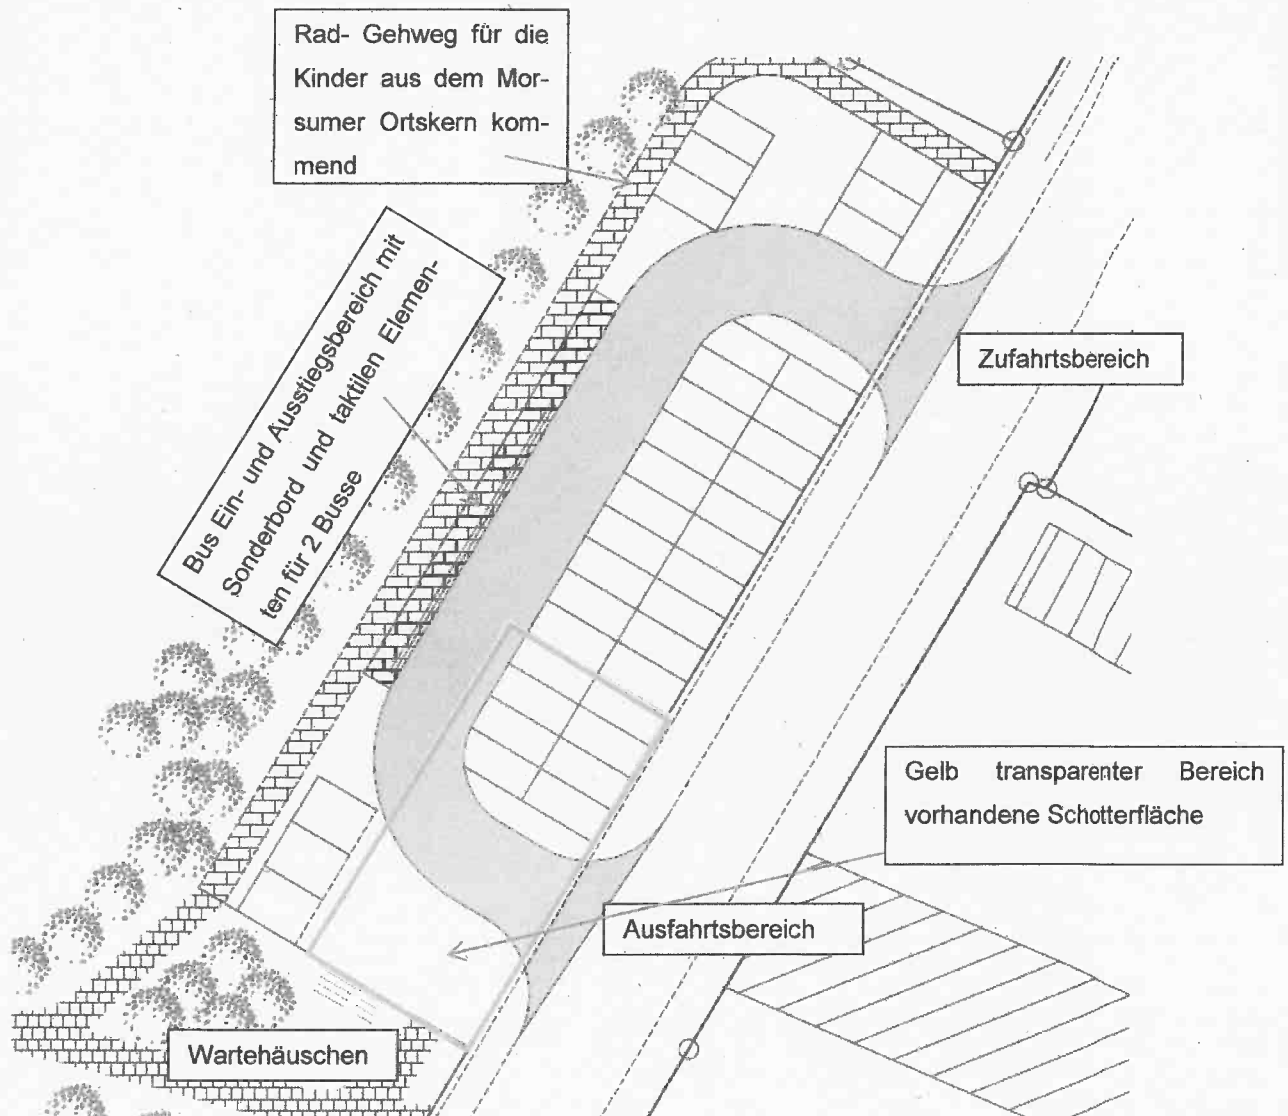 Rad- Gehweg für die
Kinder aus dem Mor-
sumer Ortskern kom-
mend
Bus Ein- und Ausstiegsbereich mit
Sonderbord und taktilen Elemen-
ten für 2 Busse
Zufahrtsbereich
Gelb transparenter Bereich
vorhandene Schotterfläche
Ausfahrtsbereich
Wartehäuschen